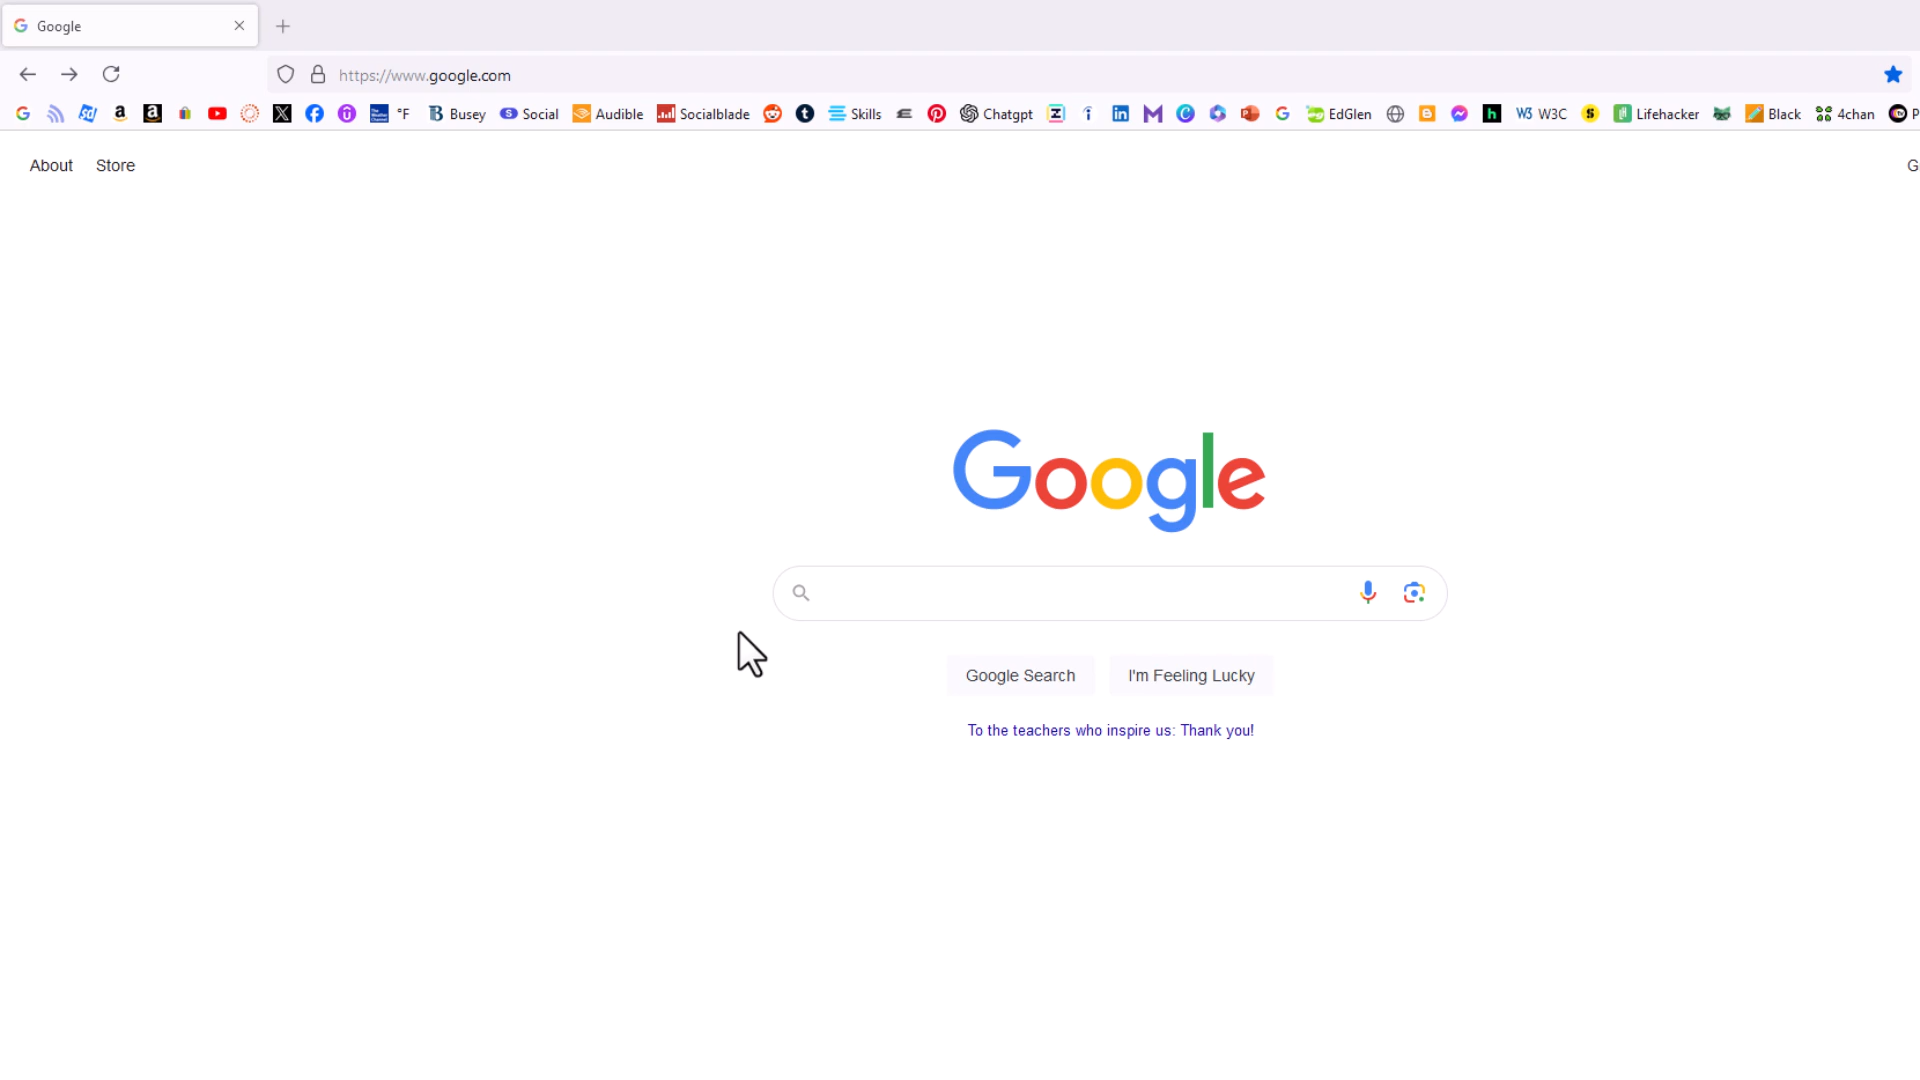 Google
https://www.google.com
°F Busey Social Audible Socialblade Skills Chatgpt EdGlen W3C Lifehacker Black 4chan P
About Store G
Google
Google Search I'm Feeling Lucky
To the teachers who inspire us: Thank you!